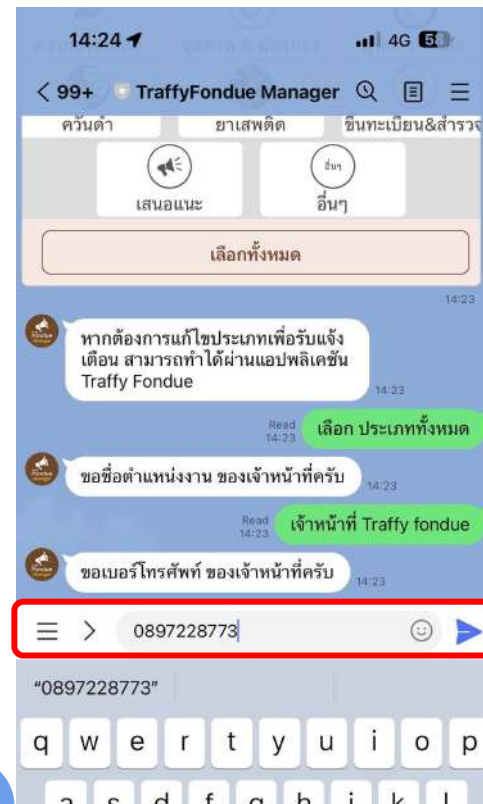 14:24 4G 53
99+ TraffyFondue Manager
ควันดำ ยาเสพติด ขึ้นทะเบียน&สำรวจ
อื่นๆ
เสนอแนะ อื่นๆ
เลือกทั้งหมด
14:23
หากต้องการแก้ไขประเภทเพื่อรับแจ้ง
เตือน สามารถทำได้ผ่านแอปพลิเคชัน
Traffy Fondue
14:23
Read
14:23
เลือก ประเภททั้งหมด
ขอชื่อตำแหน่งงาน ของเจ้าหน้าที่ครับ
14:23
Read
14:23
เจ้าหน้าที่ Traffy fondue
ขอเบอร์โทรศัพท์ ของเจ้าหน้าที่ครับ
14:23
0897228773
“0897228773”
q w e r t y u i o p
a s d f g h j k l